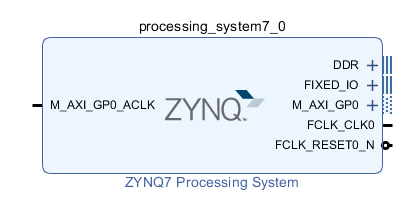 processing_system7_0
DDR
FIXED_IO
M_AXI_GP0_ACLK
ZYNQ
M_AXI_GP0
FCLK_CLK0
FCLK_RESET0_N
ZYNQ7 Processing System